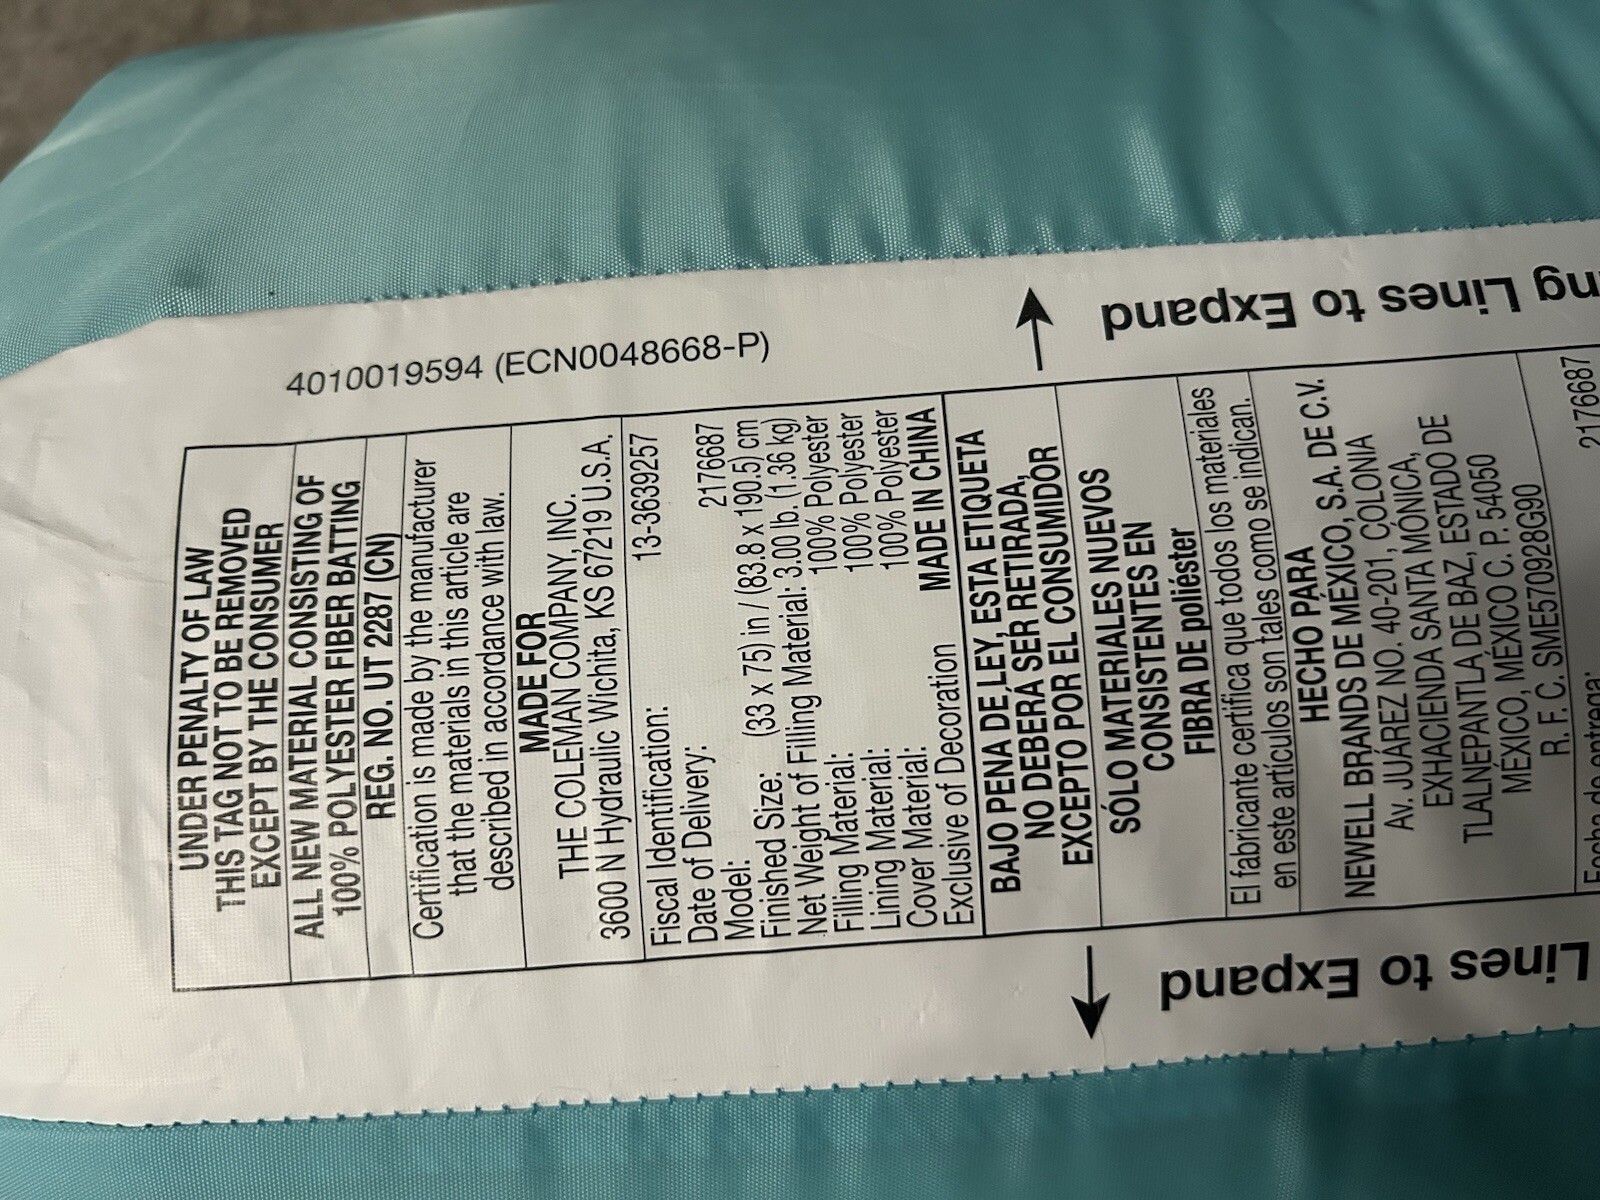 4010019594 (ECN0048668-P)
UNDER PENALTY OF LAW
THIS TAG NOT TO BE REMOVED
EXCEPT BY THE CONSUMER
ALL NEW MATERIAL CONSISTING OF
100% POLYESTER FIBER BATTING
REG. NO. UT 2287 (CN)
Certification is made by the manufacturer
that the materials in this article are
described in accordance with law.
MADE FOR
THE COLEMAN COMPANY, INC.
3600 N Hydraulic Wichita, KS 67219 U.S.A.
Fiscal Identification: 13-3639257
Date of Delivery:
Model: 2176687
Finished Size: (33 x 75) in / (83.8 x 190.5) cm
Net Weight of Filling Material: 3.00 lb. (1.36 kg)
Filling Material: 100% Polyester
Lining Material: 100% Polyester
Cover Material: 100% Polyester
Exclusive of Decoration MADE IN CHINA
BAJO PENA DE LEY, ESTA ETIQUETA
NO DEBERÁ SER RETIRADA,
EXCEPTO POR EL CONSUMIDOR
SÓLO MATERIALES NUEVOS
CONSISTENTES EN
FIBRA DE poliéster
El fabricante certifica que todos los materiales
en este artículos son tales como se indican.
HECHO PARA
NEWELL BRANDS DE MÉXICO, S.A. DE C.V.
Av. JUÁREZ NO. 40-201, COLONIA
EXHACIENDA SANTA MÓNICA,
TLALNEPANTLA DE BAZ, ESTADO DE
MÉXICO, MÉXICO C. P. 54050
R. F. C. SME570928G90
Fecha de entrega:
2176687
ng Lines to Expand
Lines to Expand